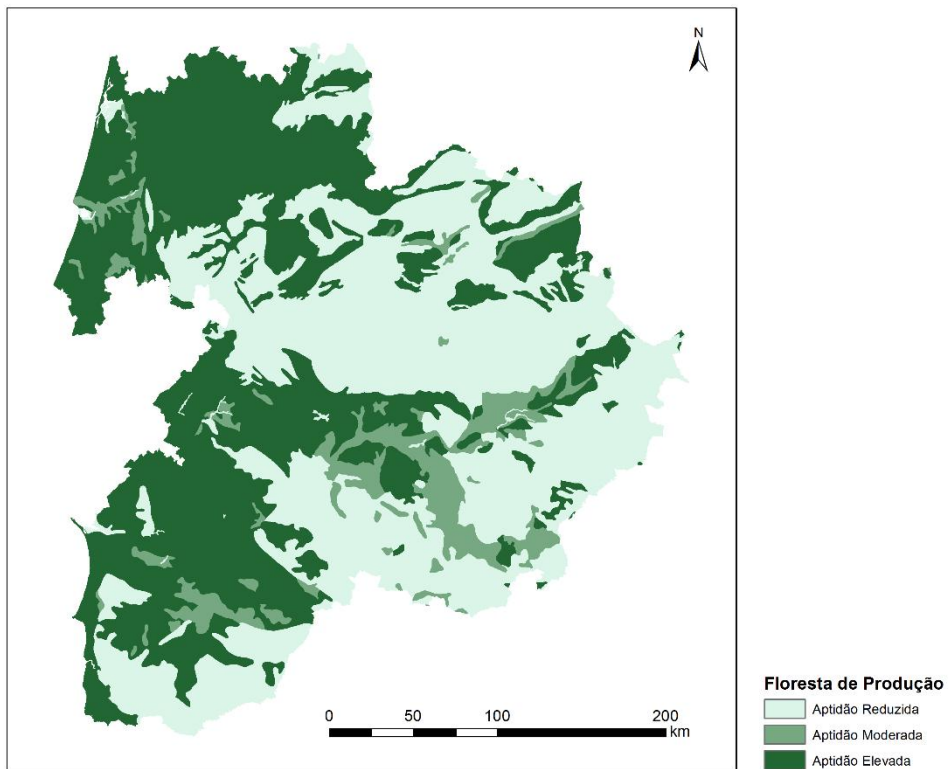 N
0 50 100 200
km
Floresta de Produção
Aptidão Reduzida
Aptidão Moderada
Aptidão Elevada